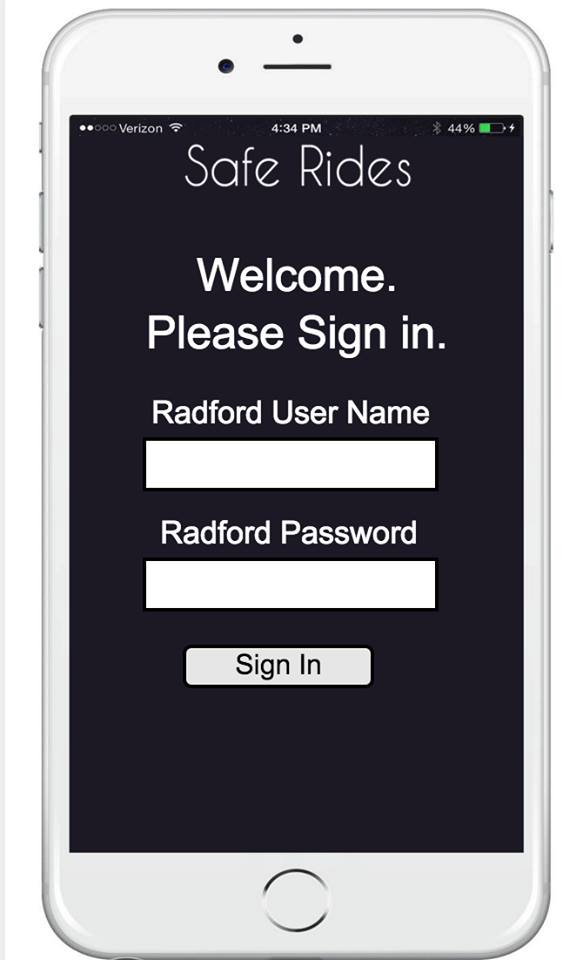 Verizon 4:34 PM 44%
Safe Rides
Welcome.
Please Sign in.
Radford User Name
Radford Password
Sign In